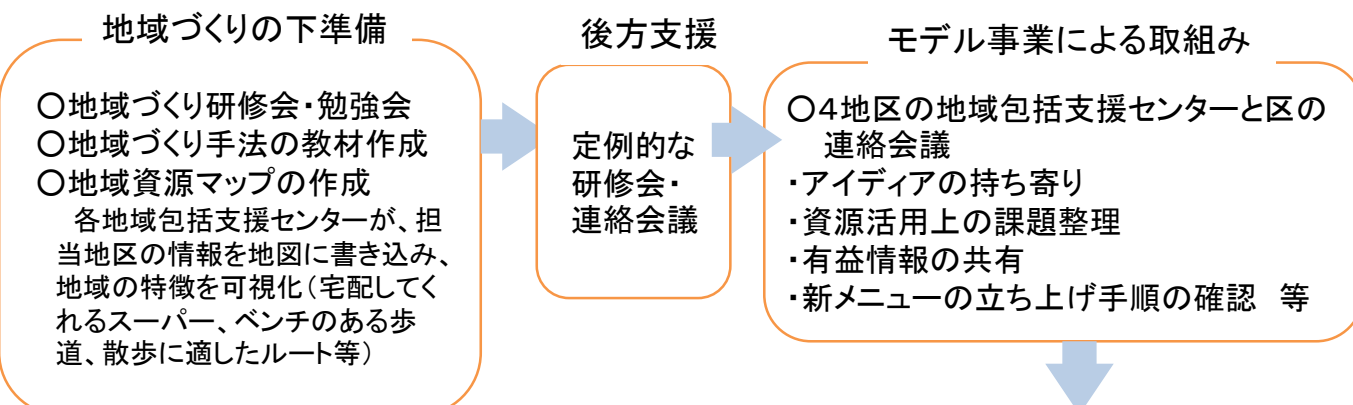 地域づくりの下準備
〇地域づくり研修会・勉強会
〇地域づくり手法の教材作成
〇地域資源マップの作成
各地域包括支援センターが、担
当地区の情報を地図に書き込み、
地域の特徴を可視化（宅配してく
れるスーパー、ベンチのある歩
道、散歩に適したルート等）
後方支援
定例的な
研修会・
連絡会議
モデル事業による取組み
〇４地区の地域包括支援センターと区の
連絡会議
・アイディアの持ち寄り
・資源活用上の課題整理
・有益情報の共有
・新メニューの立ち上げ手順の確認　等